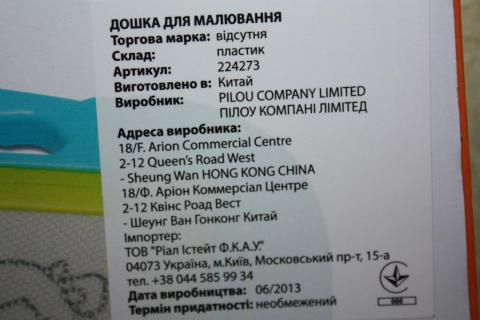 ДОШКА ДЛЯ МАЛЮВАННЯ
Торгова марка: відсутня
Склад: пластик
Артикул: 224273
Виготовлено в: Китай
Виробник: PILOU COMPANY LIMITED
ПІЛОУ КОМПАНІ ЛІМІТЕД
Адреса виробника:
18/F. Arion Commercial Centre
2-12 Queen's Road West
- Sheung Wan HONG KONG CHINA
18/Ф. Аріон Коммерсіал Центре
2-12 Квінс Роад Вест
- Шеунг Ван Гонконг Китай
Імпортер:
ТОВ "Ріал Істейт Ф.К.А.У."
04073 Україна, м.Київ, Московський пр-т, 15-а
тел. +38 044 585 99 34
Дата виробництва: 06/2013
Термін придатності: необмежений
060